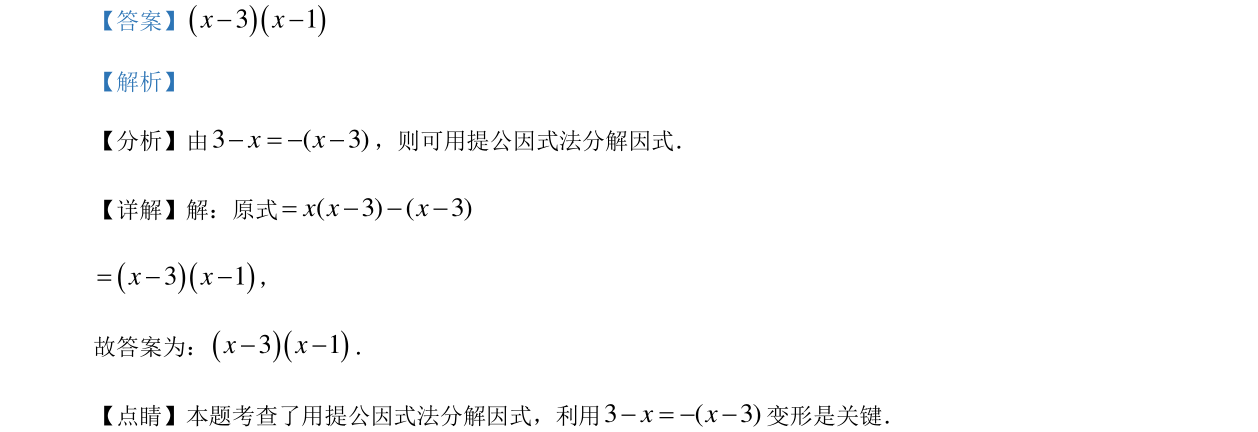 【答案】(x−3)(x−1)
【解析】
【分析】由3−x=−(x−3)，则可用提公因式法分解因式.
【详解】解：原式=x(x−3)−(x−3)
=(x−3)(x−1),
故答案为：(x−3)(x−1).
【点睛】本题考查了用提公因式法分解因式，利用3−x=−(x−3)变形是关键.